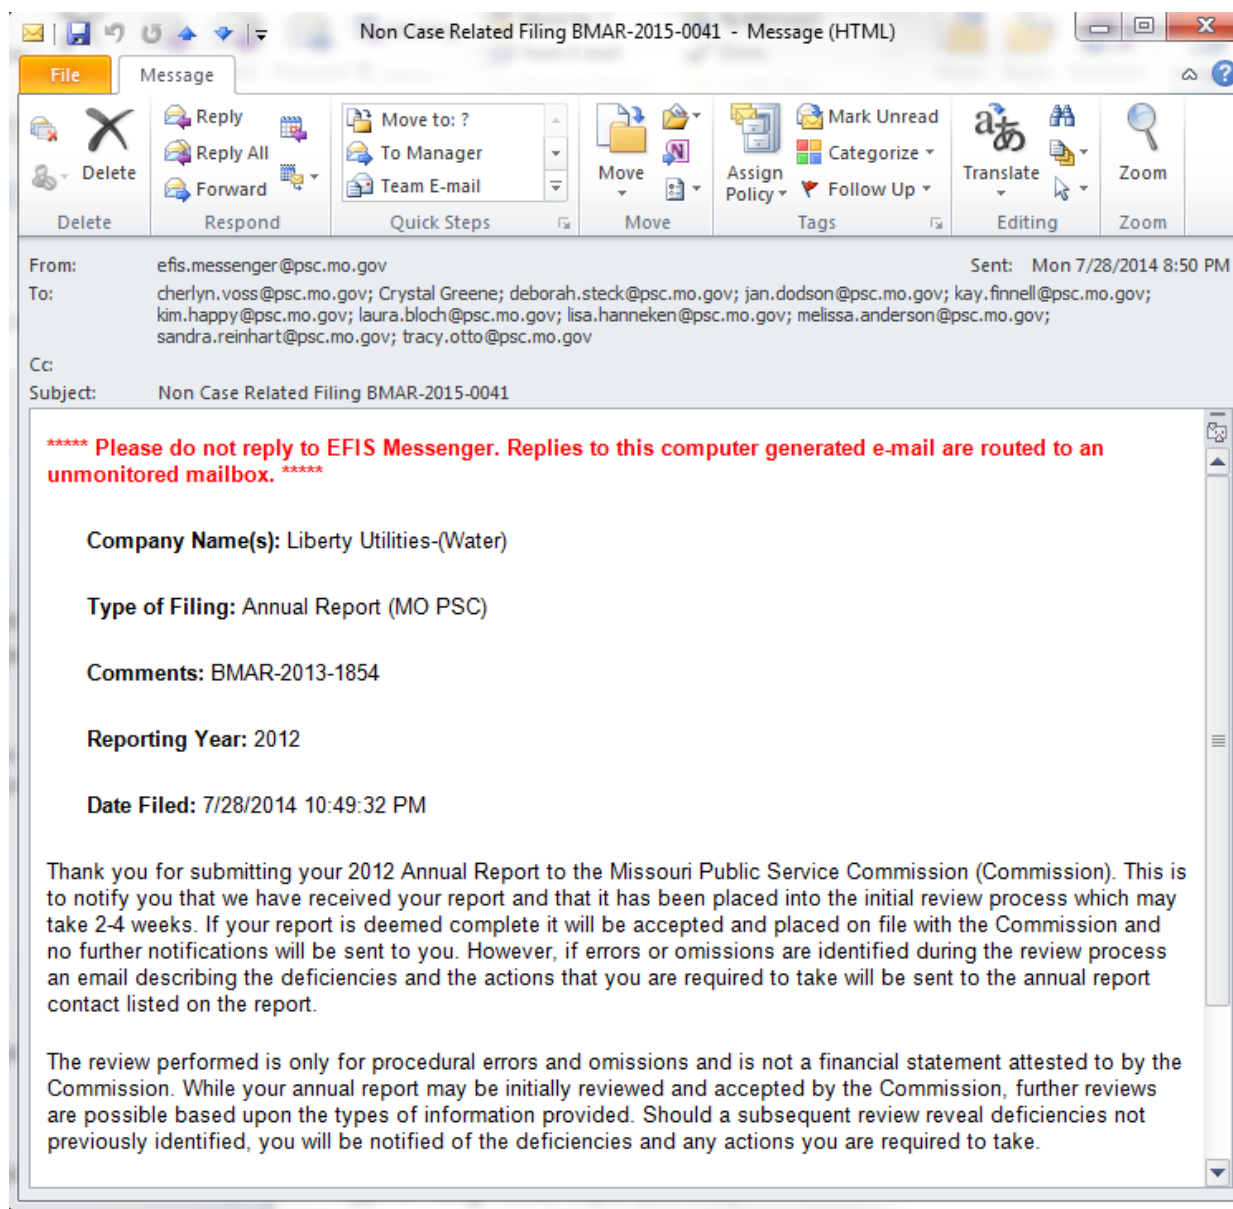 Non Case Related Filing BMAR-2015-0041 - Message (HTML)
File Message
Delete
Reply
Reply All
Forward
Move to: ?
To Manager
Team E-mail
Move
Assign Policy
Mark Unread
Categorize
Follow Up
Translate
Zoom
Delete Respond Quick Steps Move Tags Editing Zoom
From: efis.messenger@psc.mo.gov Sent: Mon 7/28/2014 8:50 PM
To: cherlyn.voss@psc.mo.gov; Crystal Greene; deborah.steck@psc.mo.gov; jan.dodson@psc.mo.gov; kay.finnell@psc.mo.gov;
kim.happy@psc.mo.gov; laura.bloch@psc.mo.gov; lisa.hanneken@psc.mo.gov; melissa.anderson@psc.mo.gov;
sandra.reinhart@psc.mo.gov; tracy.otto@psc.mo.gov
Cc:
Subject: Non Case Related Filing BMAR-2015-0041
***** Please do not reply to EFIS Messenger. Replies to this computer generated e-mail are routed to an
unmonitored mailbox. *****
Company Name(s): Liberty Utilities-(Water)
Type of Filing: Annual Report (MO PSC)
Comments: BMAR-2013-1854
Reporting Year: 2012
Date Filed: 7/28/2014 10:49:32 PM
Thank you for submitting your 2012 Annual Report to the Missouri Public Service Commission (Commission). This is
to notify you that we have received your report and that it has been placed into the initial review process which may
take 2-4 weeks. If your report is deemed complete it will be accepted and placed on file with the Commission and
no further notifications will be sent to you. However, if errors or omissions are identified during the review process
an email describing the deficiencies and the actions that you are required to take will be sent to the annual report
contact listed on the report.
The review performed is only for procedural errors and omissions and is not a financial statement attested to by the
Commission. While your annual report may be initially reviewed and accepted by the Commission, further reviews
are possible based upon the types of information provided. Should a subsequent review reveal deficiencies not
previously identified, you will be notified of the deficiencies and any actions you are required to take.